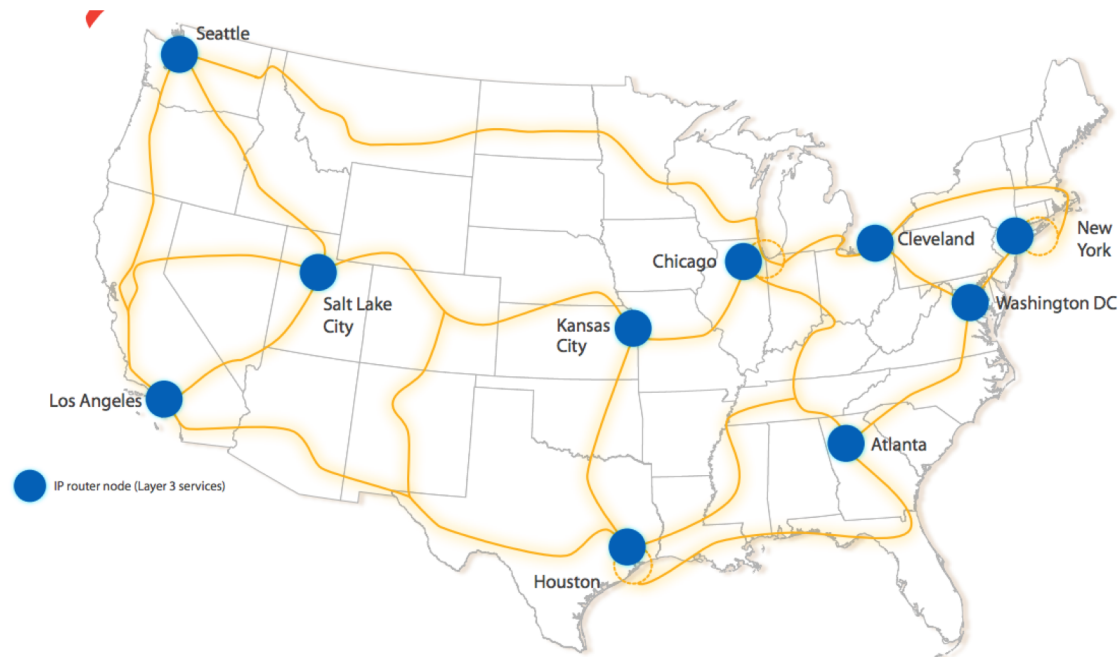 Seattle
New
York
Cleveland
Chicago
Washington DC
Salt Lake
City
Kansas
City
Los Angeles
Atlanta
IP router node (Layer 3 services)
Houston